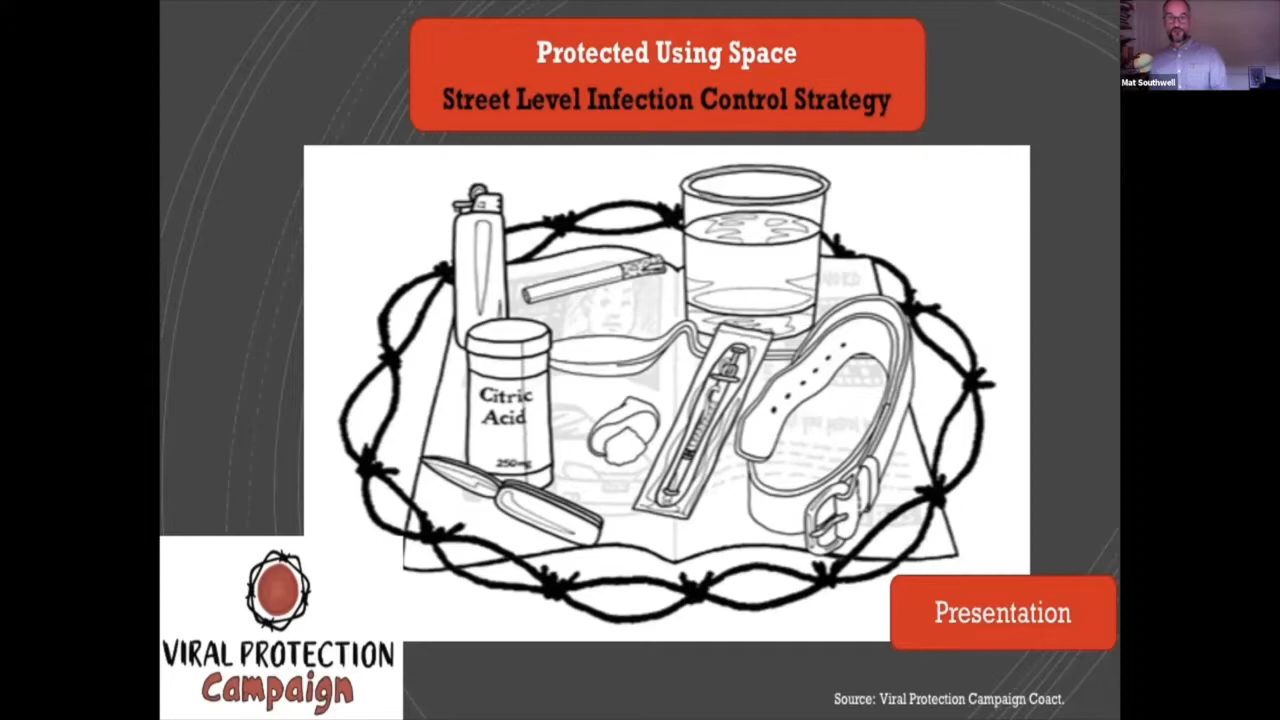 Protected Using Space
Street Level Infection Control Strategy
Mat Southwell
Citric
Acid
250mg
Presentation
VIRAL PROTECTION
Campaign
Source: Viral Protection Campaign Coact.